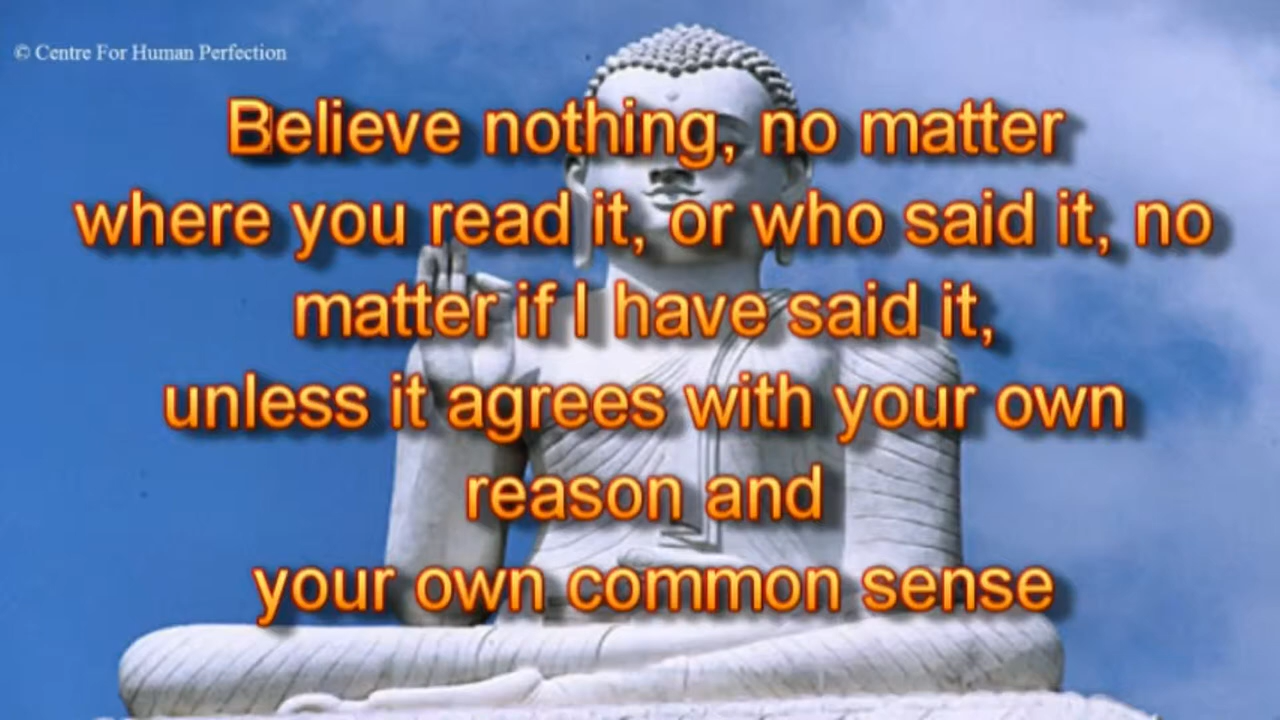 © Centre For Human Perfection
Believe nothing, no matter
where you read it, or who said it, no
matter if I have said it,
unless it agrees with your own
reason and
your own common sense